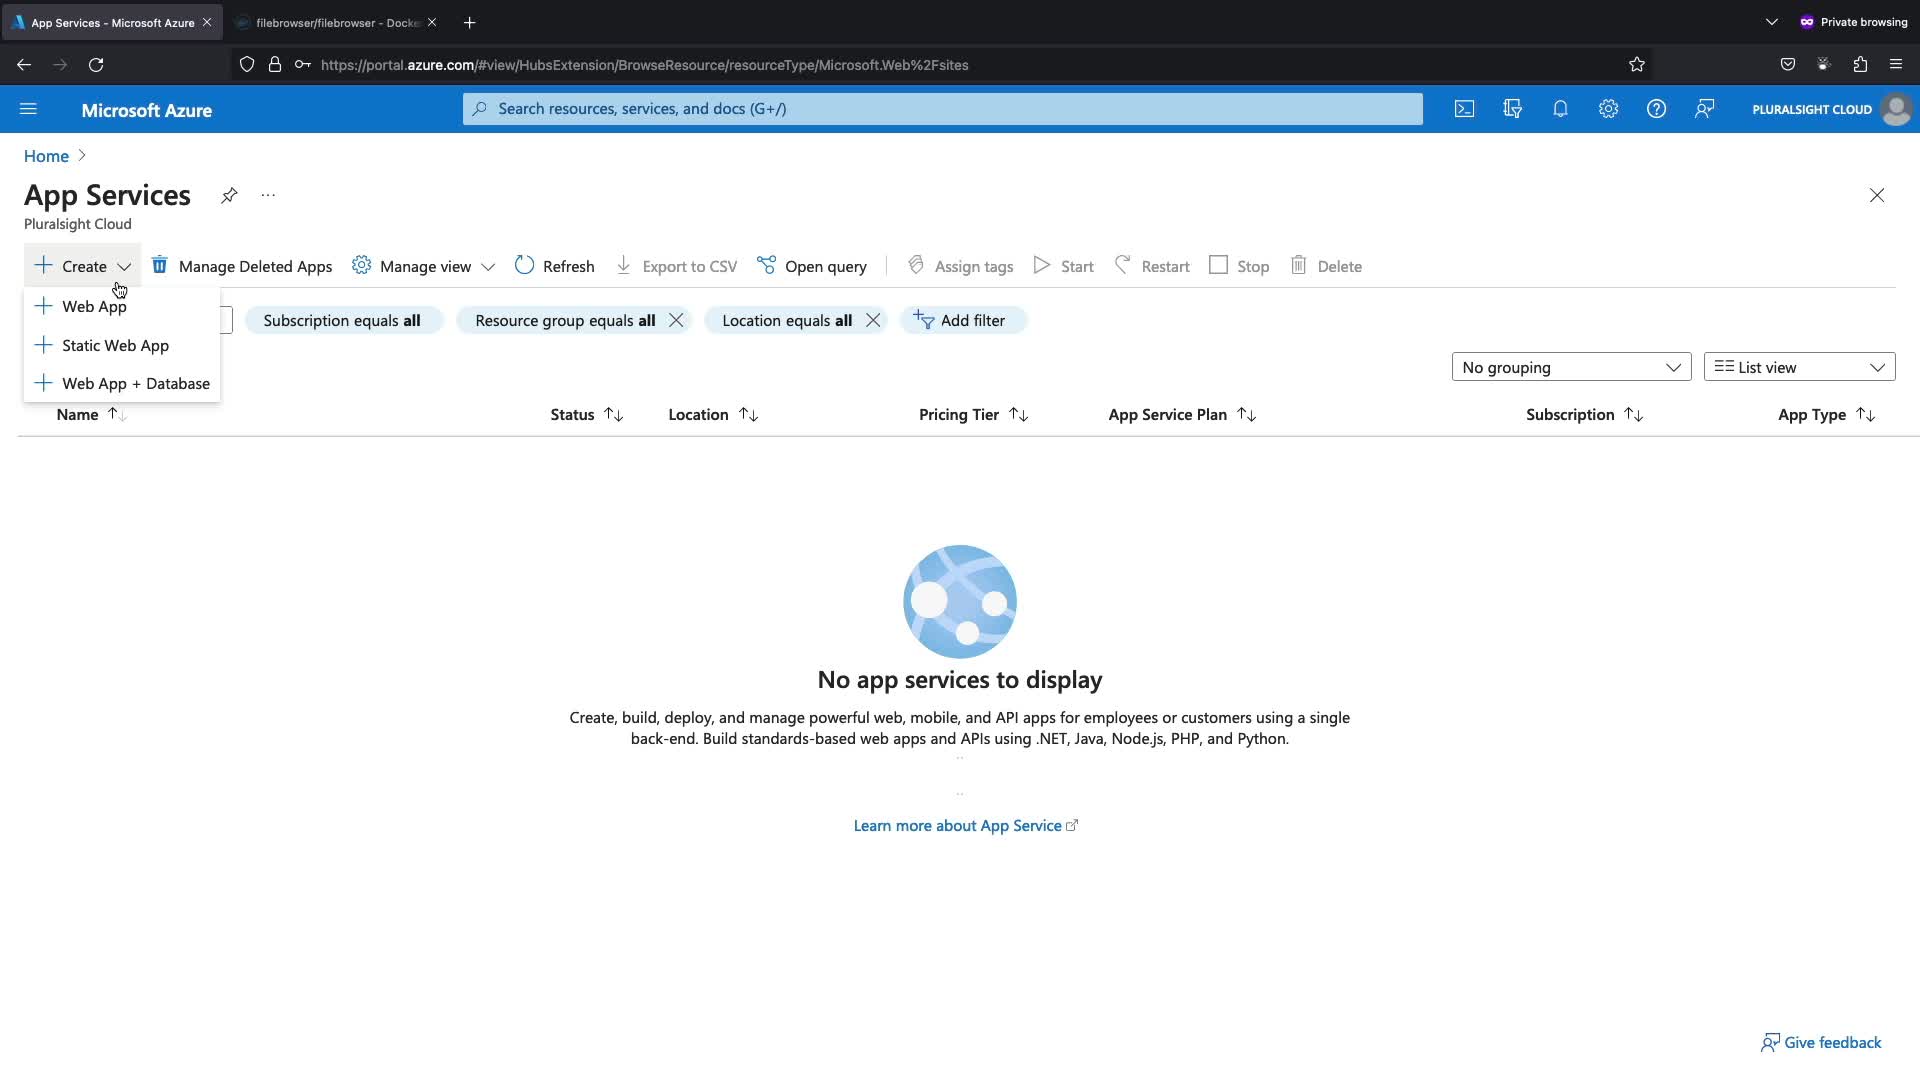 App Services - Microsoft Azure
filebrowser/filebrowser - Docke
Private browsing
https://portal.azure.com/#view/HubsExtension/BrowseResource/resourceType/Microsoft.Web%2Fsites
Microsoft Azure
Search resources, services, and docs (G+/)
PLURALSIGHT CLOUD
Home
App Services
Pluralsight Cloud
Create
Manage Deleted Apps
Manage view
Refresh
Export to CSV
Open query
Assign tags
Start
Restart
Stop
Delete
Web App
Static Web App
Web App + Database
Subscription equals all
Resource group equals all
Location equals all
Add filter
No grouping
List view
Name
Status
Location
Pricing Tier
App Service Plan
Subscription
App Type
No app services to display
Create, build, deploy, and manage powerful web, mobile, and API apps for employees or customers using a single
back-end. Build standards-based web apps and APIs using .NET, Java, Node.js, PHP, and Python.
Learn more about App Service
Give feedback